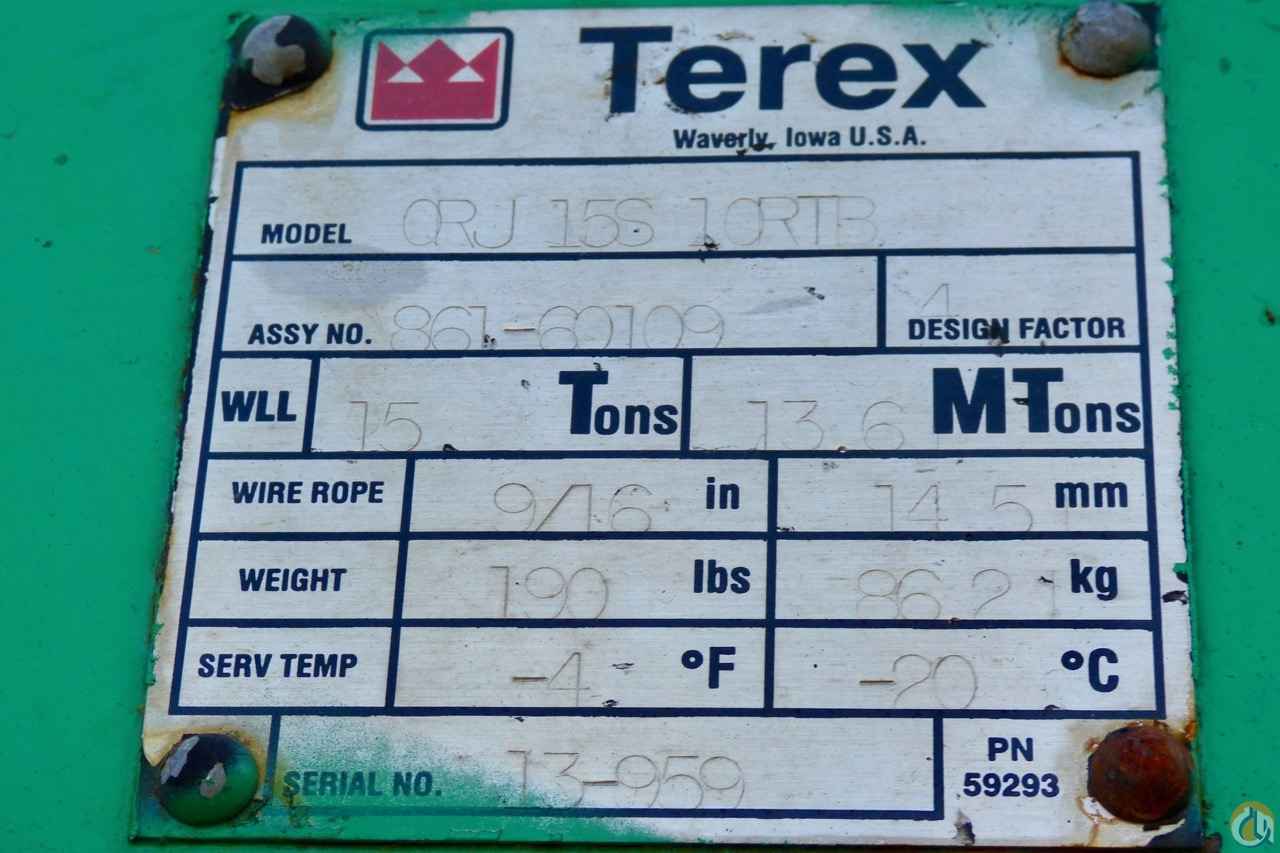 Terex
Waverly, Iowa U.S.A.
MODEL QRJ 15S 10RTB
ASSY NO. 861-60109 4 DESIGN FACTOR
WLL 15 Tons 13 6 MTons
WIRE ROPE 9/16 in 14 5 mm
WEIGHT 190 lbs 86 2 kg
SERV TEMP -4 °F -20 °C
SERIAL NO. 13-959 PN
59293